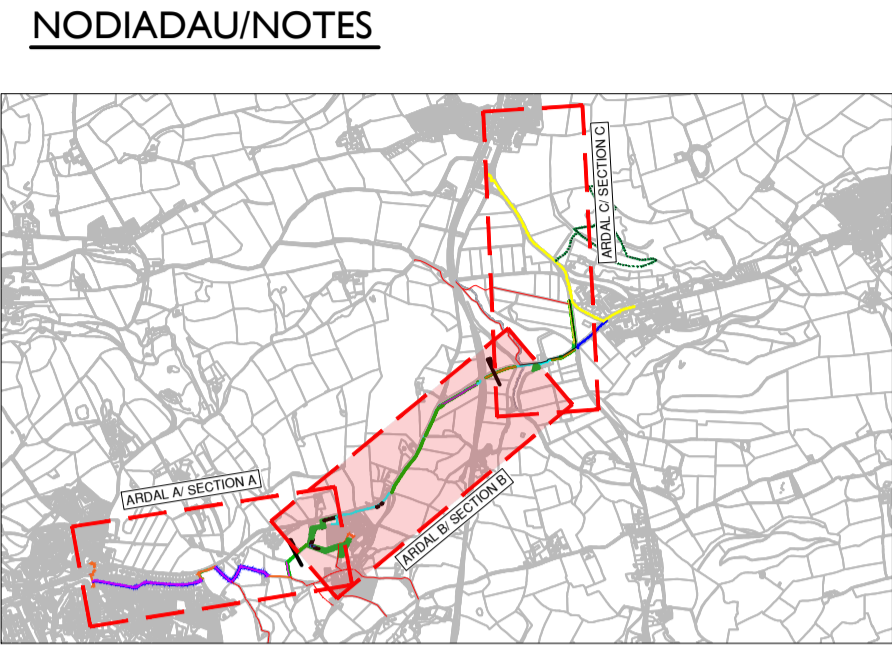 NODIADAU/NOTES
ARDAL C/ SECTION C
ARDAL A/ SECTION A
ARDAL B/ SECTION B